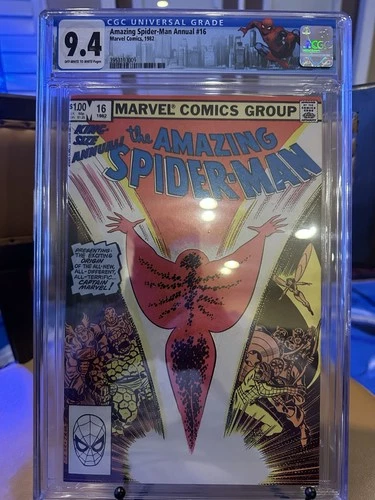 CGC UNIVERSAL GRADE
9.4
OFF-WHITE TO WHITE Pages
Amazing Spider-Man Annual #16
Marvel Comics, 1982
CGC
$1.00
16
1982
MARVEL COMICS GROUP
KING-
SIZE
ANNUAL!
the AMAZING
SPIDER-MAN
PRESENTING:
THE EXCITING
ORIGIN
OF THE ALL-NEW,
ALL-DIFFERENT,
ALL-TERRIFIC...
CAPTAIN
MARVEL!